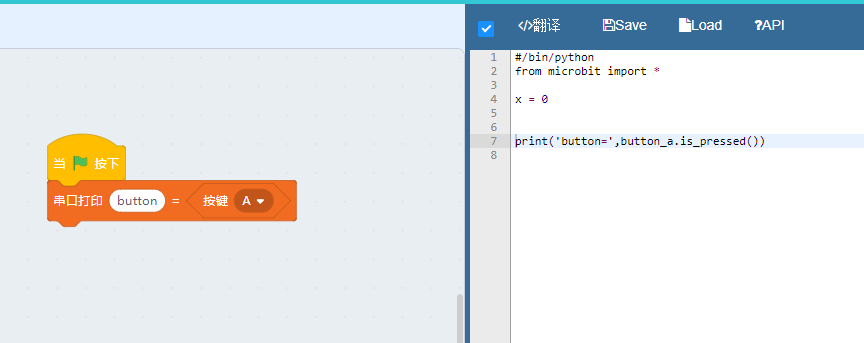 当 按下
串口打印 button = 按键 A
</>翻译 Save Load ?API
1 #/bin/python
2 from microbit import *
3
4 x = 0
5
6
7 print('button=',button_a.is_pressed())
8